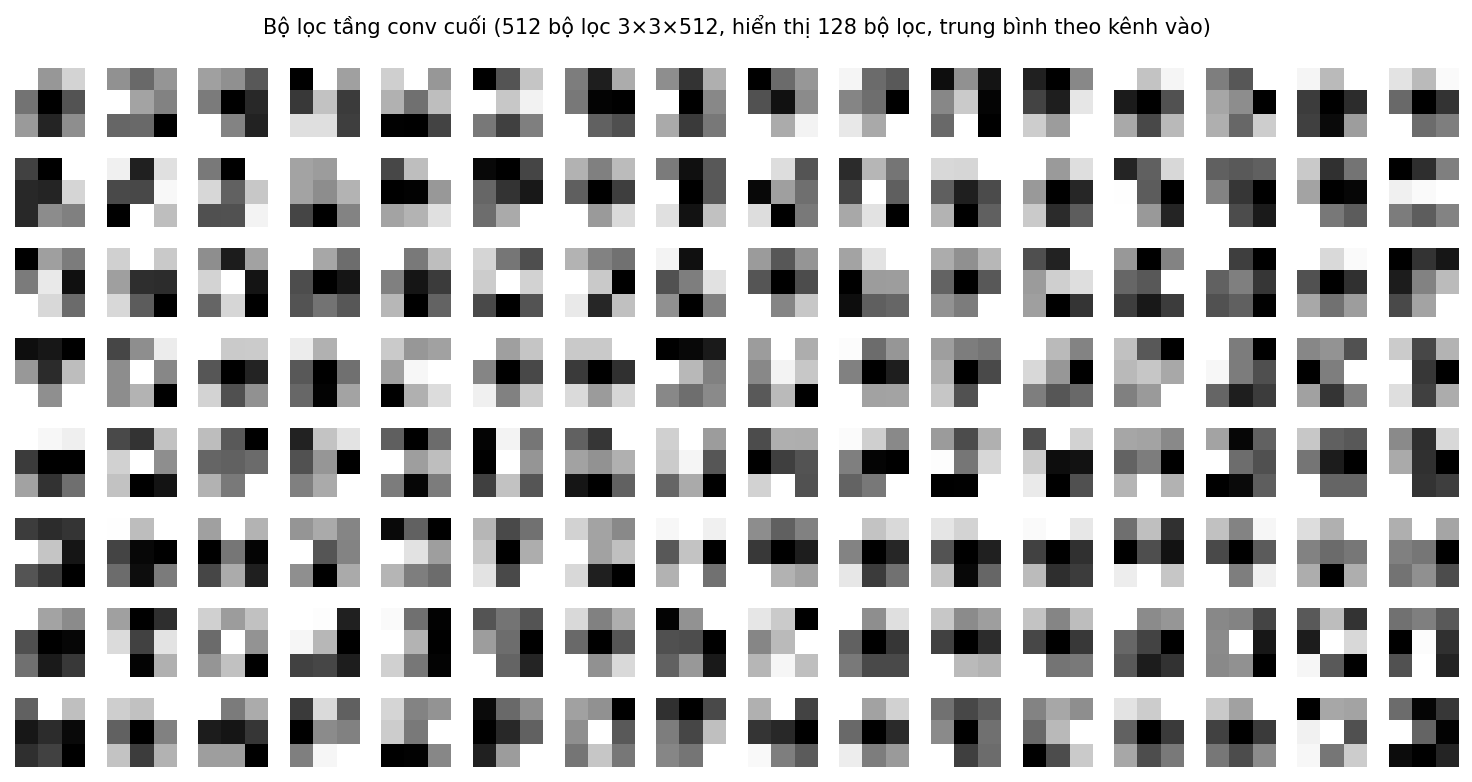 Bộ lọc tầng conv cuối (512 bộ lọc 3×3×512, hiển thị 128 bộ lọc, trung bình theo kênh vào)